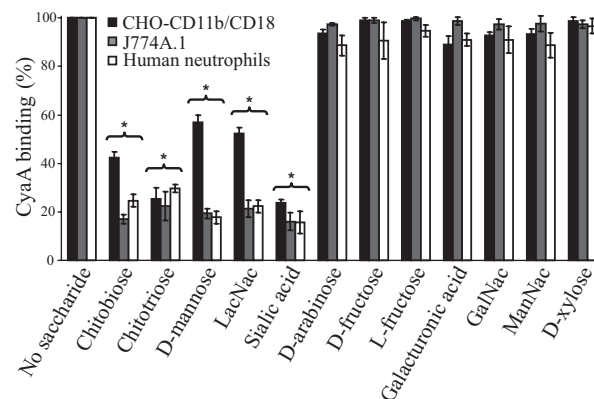 CHO-CD11b/CD18
J774A.1
Human neutrophils
CyaA binding (%)
100
80
60
40
20
0
*
*
*
*
*
No saccharide
Chitobiose
Chitotriose
D-mannose
LacNac
Sialic acid
D-arabinose
D-fructose
L-fructose
Galacturonic acid
GalNac
ManNac
D-xylose